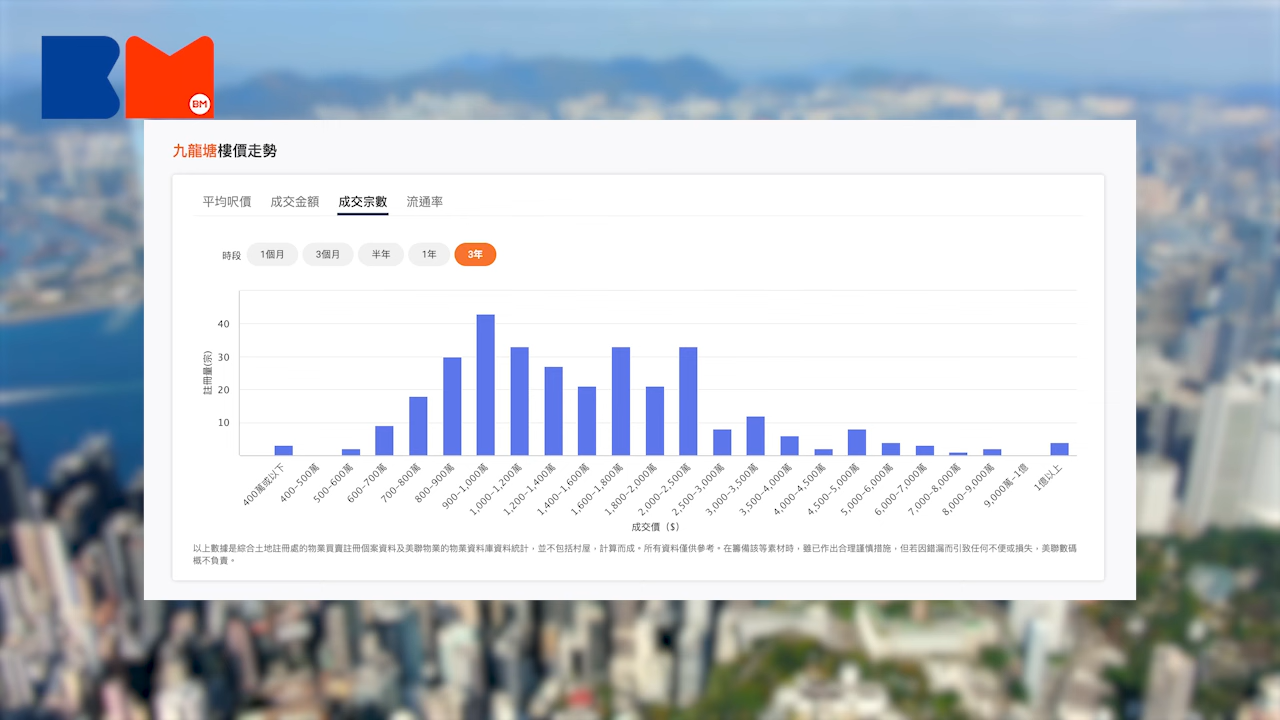 BM
九龍塘樓價走勢
平均呎價 成交金額 成交宗數 流通率
時段 1個月 3個月 半年 1年 3年
註冊量(宗)
40
30
20
10
400萬或以下 400~500萬 500~600萬 600~700萬 700~800萬 800~900萬 900~1,000萬 1,000~1,200萬 1,200~1,400萬 1,400~1,600萬 1,600~1,800萬 1,800~2,000萬 2,000~2,500萬 2,500~3,000萬 3,000~3,500萬 3,500~4,000萬 4,000~4,500萬 4,500~5,000萬 5,000~6,000萬 6,000~7,000萬 7,000~8,000萬 8,000~9,000萬 9,000萬~1億 1億以上
成交價（$）
以上數據是綜合土地註冊處的物業買賣註冊個案資料及美聯物業的物業資料庫資料統計，並不包括村屋，計算而成。所有資料僅供參考。在籌備該等素材時，雖已作出合理謹慎措施，但若因錯漏而引致任何不便或損失，美聯數碼
概不負責。